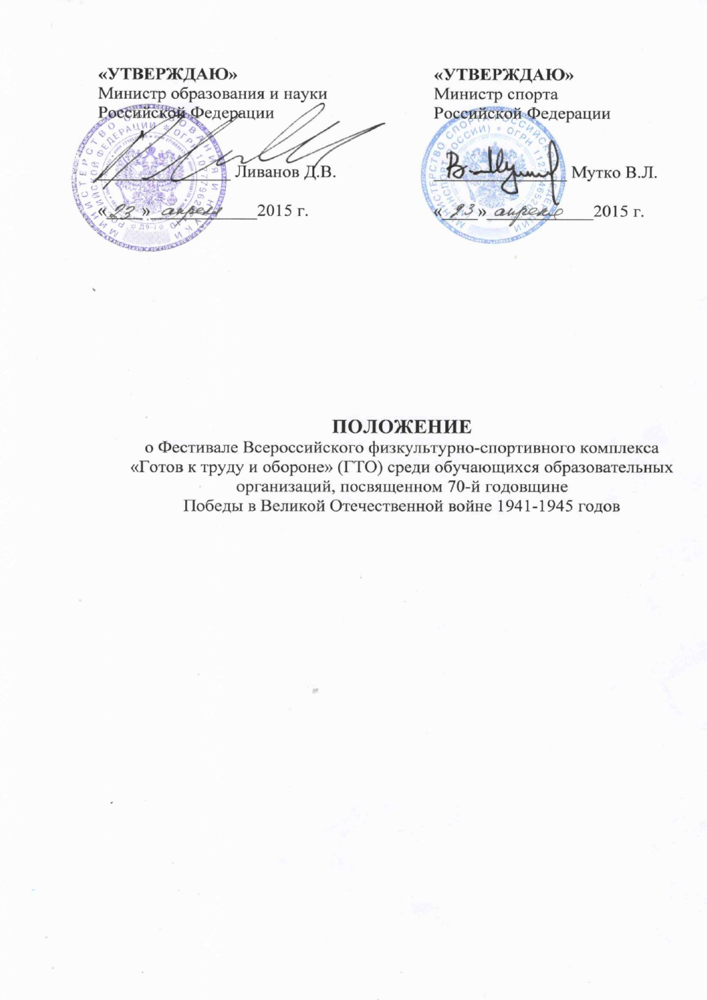 «УТВЕРЖДАЮ»
Министр образования и науки
Российской Федерации
Ливанов Д.В.
«23» апреля 2015 г.
«УТВЕРЖДАЮ»
Министр спорта
Российской Федерации
Мутко В.Л.
«23» апреля 2015 г.
ПОЛОЖЕНИЕ
о Фестивале Всероссийского физкультурно-спортивного комплекса
«Готов к труду и обороне» (ГТО) среди обучающихся образовательных
организаций, посвященном 70-й годовщине
Победы в Великой Отечественной войне 1941-1945 годов